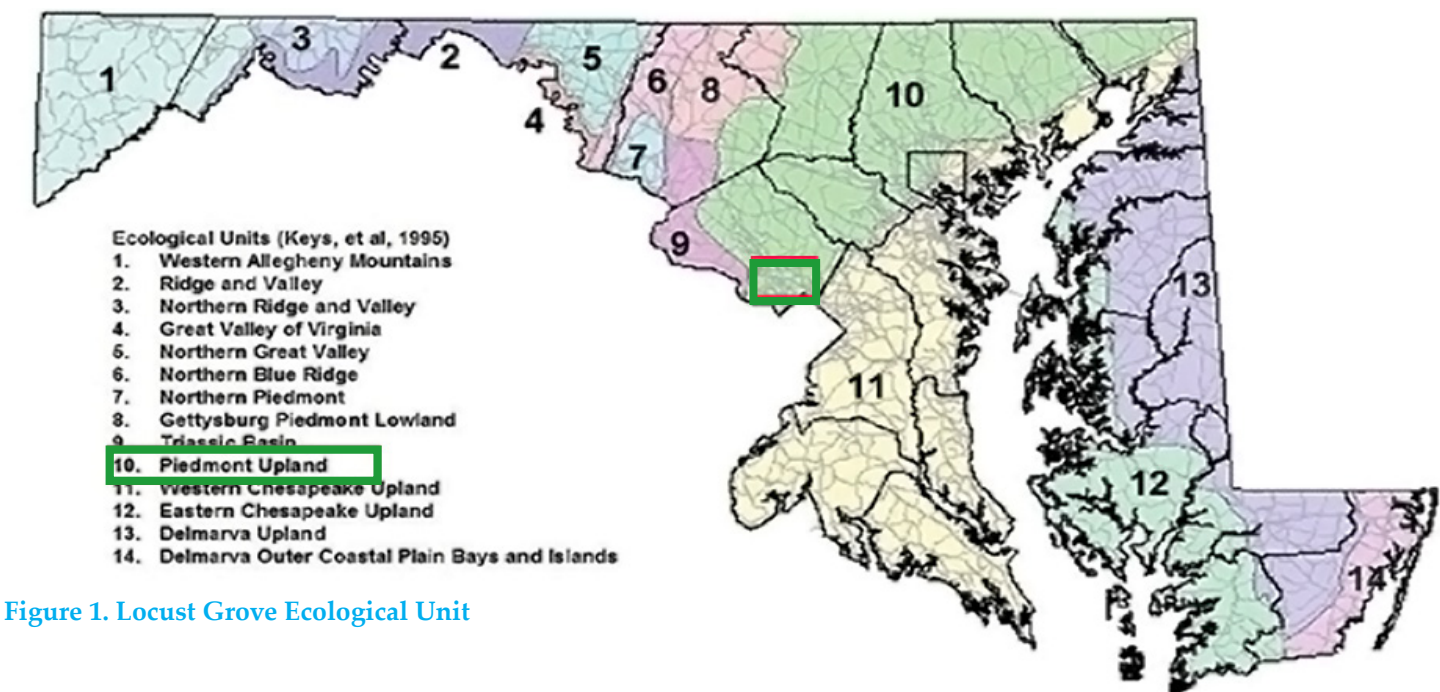 1
3
2
5
6
8
10
4
7
9
13
11
12
14
Ecological Units (Keys, et al, 1995)
1. Western Allegheny Mountains
2. Ridge and Valley
3. Northern Ridge and Valley
4. Great Valley of Virginia
5. Northern Great Valley
6. Northern Blue Ridge
7. Northern Piedmont
8. Gettysburg Piedmont Lowland
9. Triassic Basin
10. Piedmont Upland
11. Western Chesapeake Upland
12. Eastern Chesapeake Upland
13. Delmarva Upland
14. Delmarva Outer Coastal Plain Bays and Islands
Figure 1. Locust Grove Ecological Unit